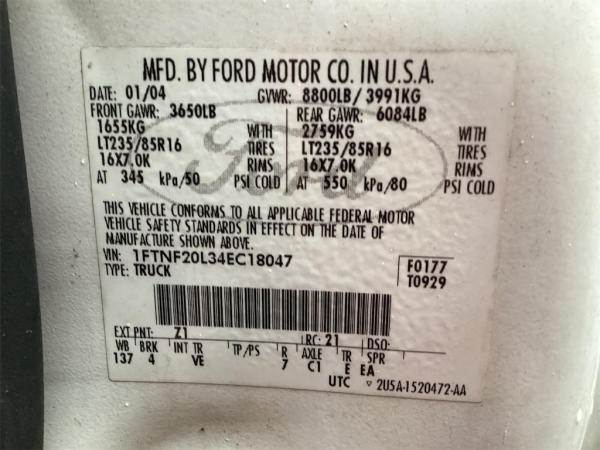 MFD. BY FORD MOTOR CO. IN U.S.A.
DATE: 01/04 GVWR: 8800LB/ 3991KG
FRONT GAWR: 3650LB REAR GAWR: 6084LB
1655KG WITH 2759KG WITH
LT235/85R16 TIRES LT235/85R16 TIRES
16X7.0K RIMS 16X7.0K RIMS
AT 345 kPa/50 PSI COLD AT 550 kPa/80 PSI COLD
Ford
THIS VEHICLE CONFORMS TO ALL APPLICABLE FEDERAL MOTOR
VEHICLE SAFETY STANDARDS IN EFFECT ON THE DATE OF
MANUFACTURE SHOWN ABOVE.
VIN: 1FTNF20L34EC18047
TYPE: TRUCK
F0177
T0929
EXT PNT: Z1 RC: 21 DSO:
WB BRK INT TR TP/PS R AXLE TR SPR
137 4 VE 7 C1 E EA
UTC ▽ 2U5A-1520472-AA